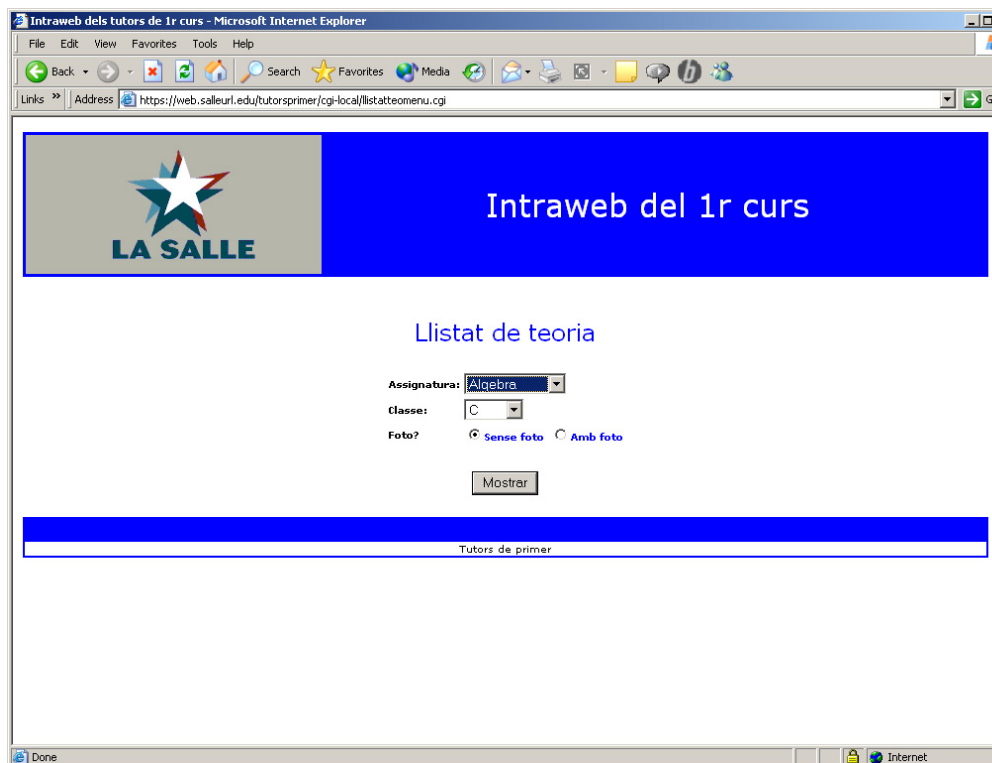 Intraweb dels tutors de 1r curs - Microsoft Internet Explorer
File Edit View Favorites Tools Help
Back Search Favorites Media
Links » Address https://web.salleurl.edu/tutorsprimer/cgi-local/llistatteomenu.cgi
LA SALLE
Intraweb del 1r curs
Llistat de teoria
Assignatura: Algebra
Classe: C
Foto? Sense foto Amb foto
Mostrar
Tutors de primer
Done Internet